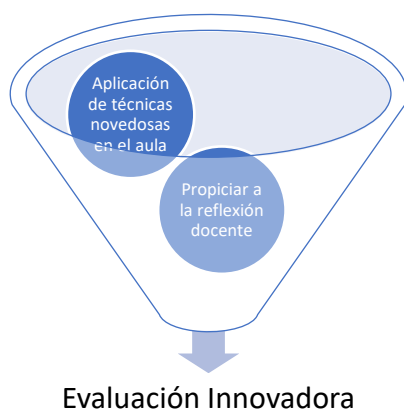 Aplicación
de técnicas
novedosas
en el aula
Propiciar a
la reflexión
docente
Evaluación Innovadora